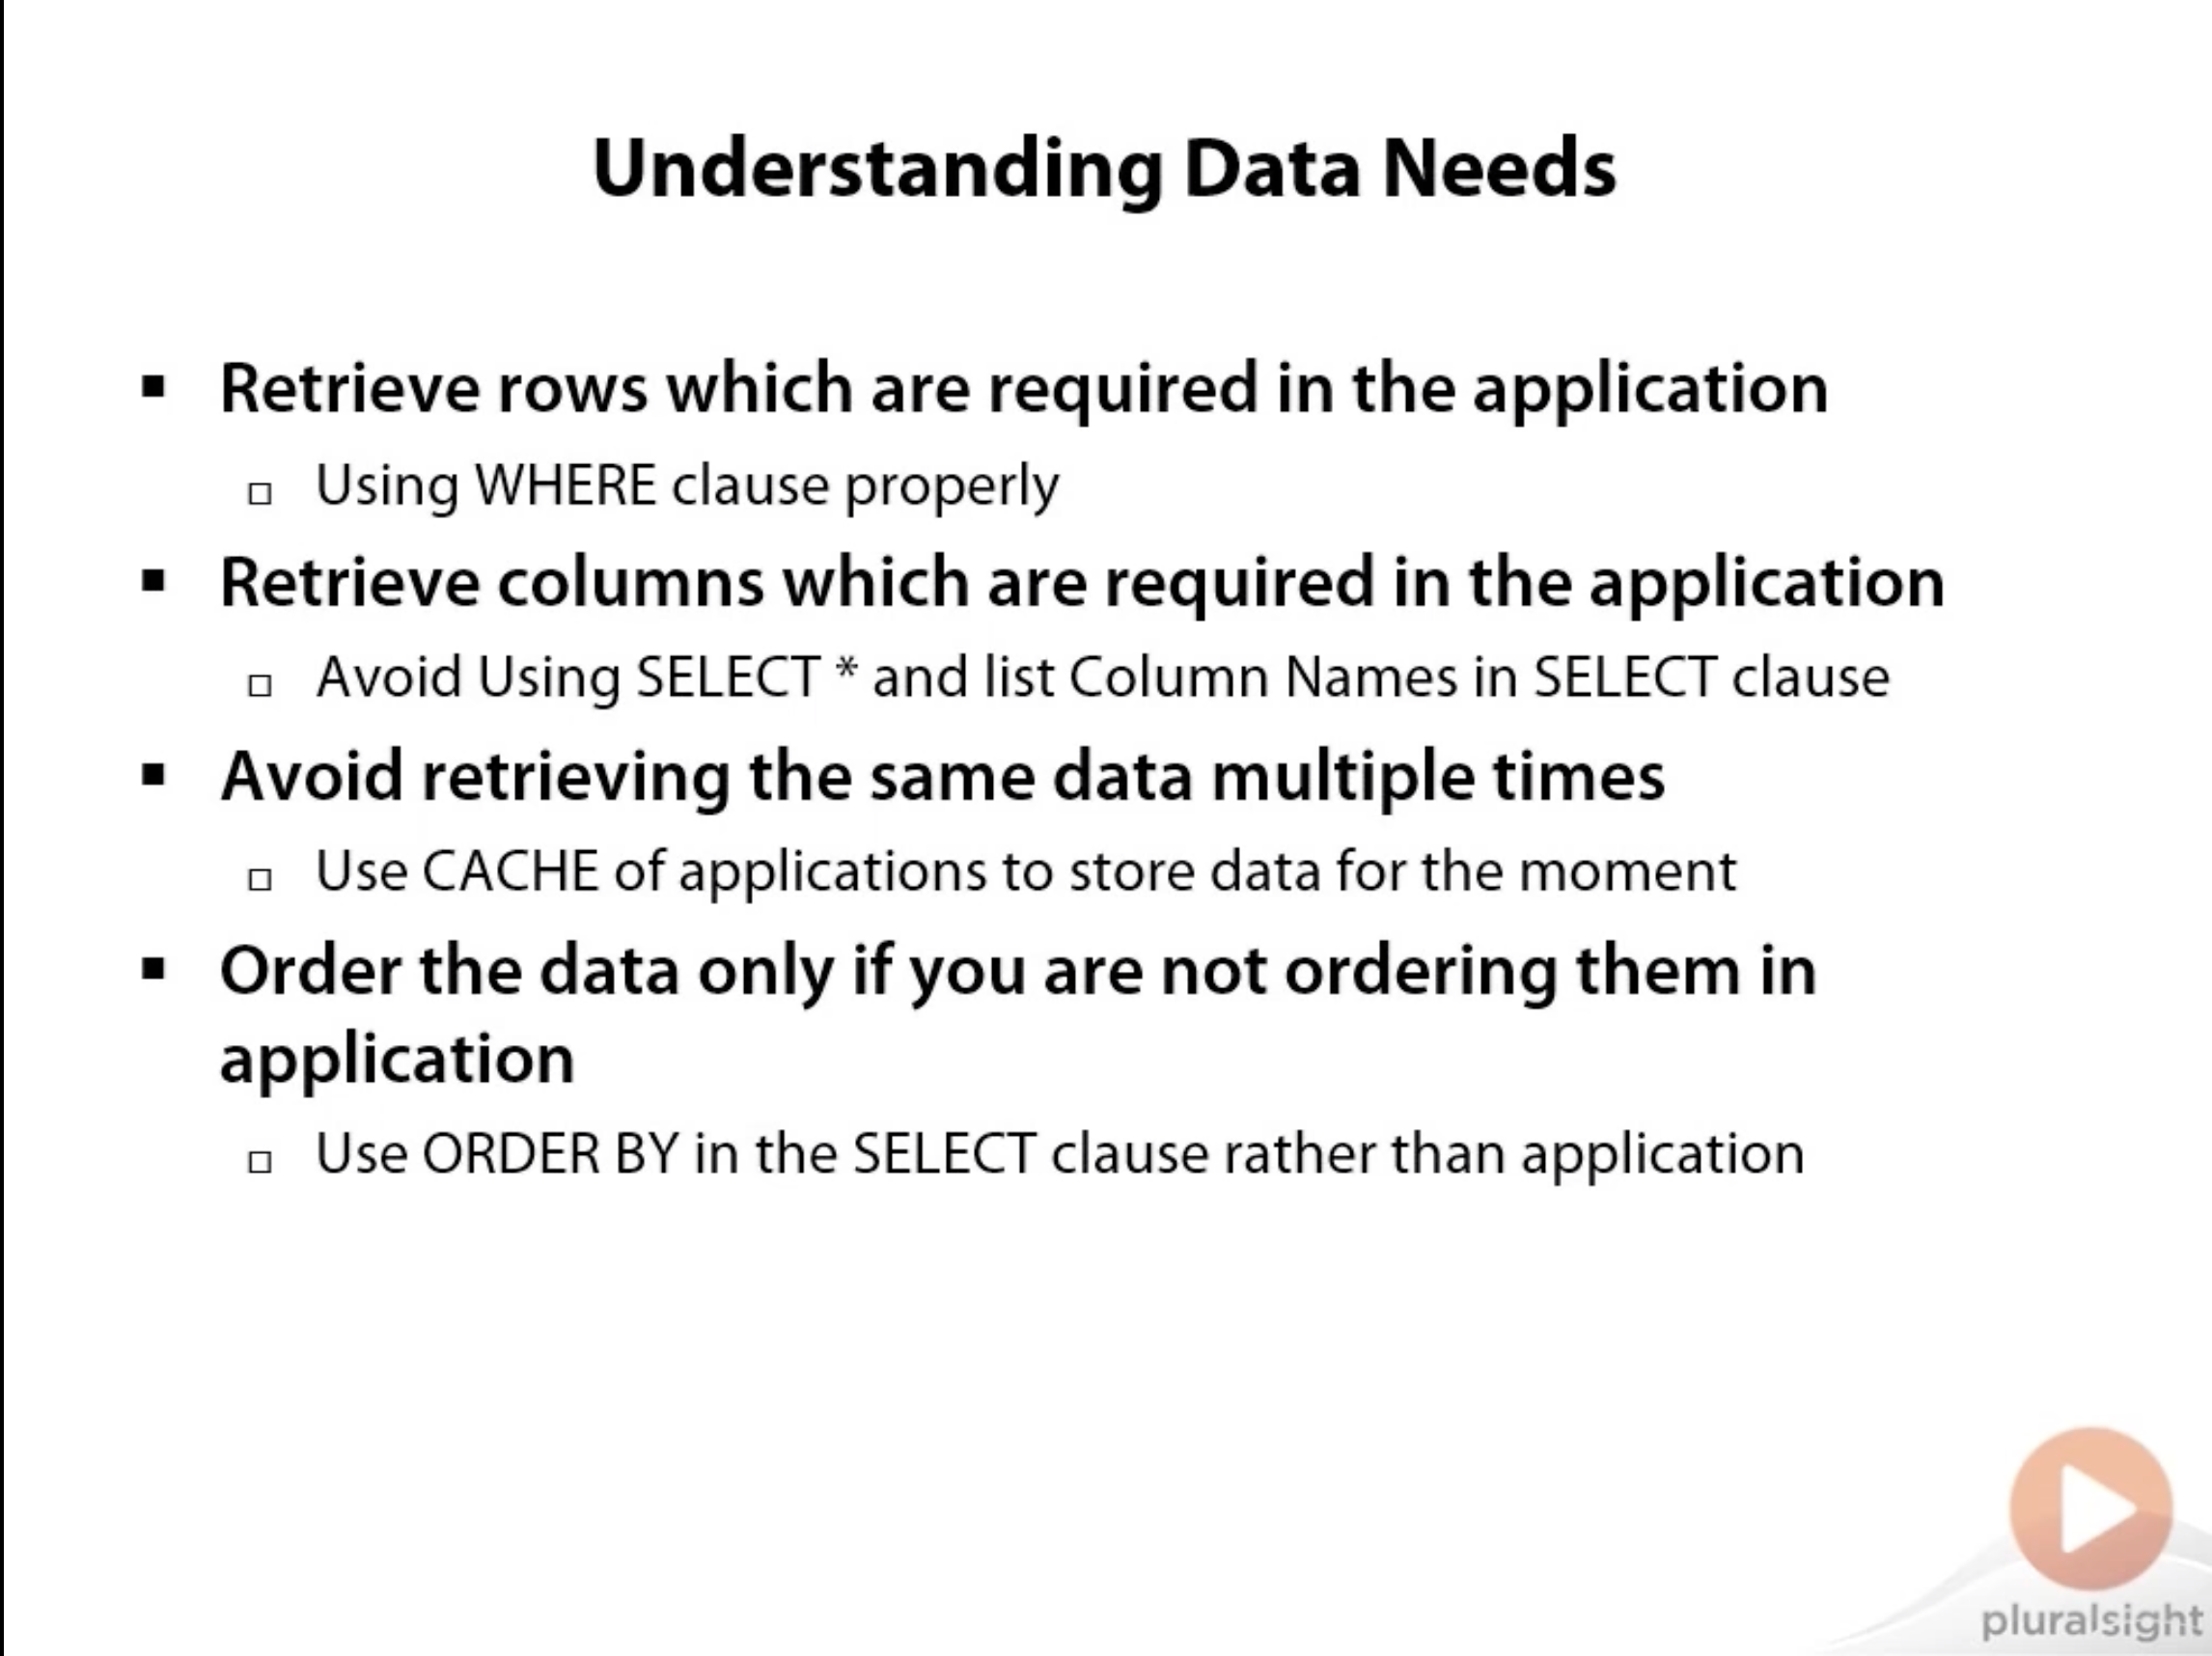 Understanding Data Needs
Retrieve rows which are required in the application
Using WHERE clause properly
Retrieve columns which are required in the application
Avoid Using SELECT * and list Column Names in SELECT clause
Avoid retrieving the same data multiple times
Use CACHE of applications to store data for the moment
Order the data only if you are not ordering them in
application
Use ORDER BY in the SELECT clause rather than application
pluralsight